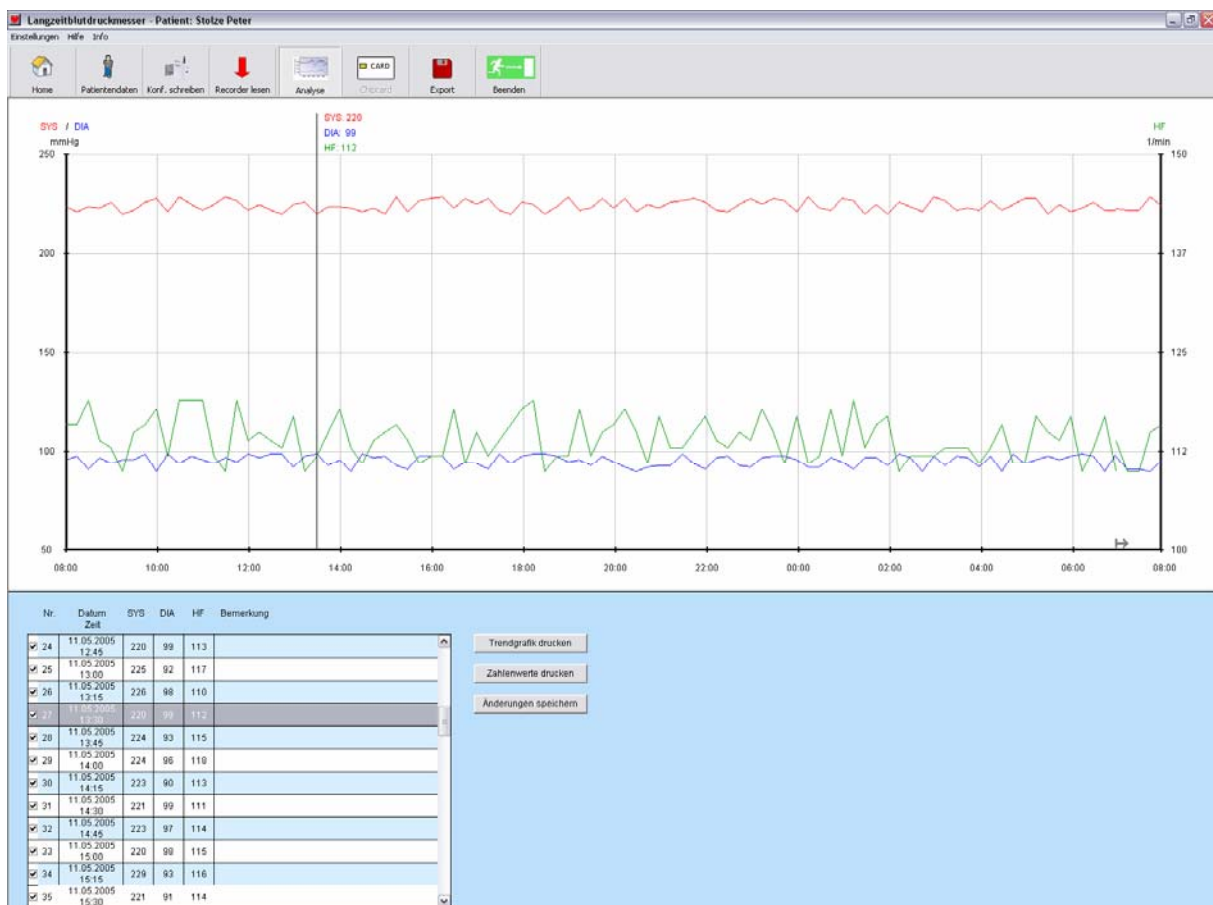 Langzeitblutdruckmesser - Patient: Stolze Peter
Einstellungen Hilfe Info
Home Patientendaten Konf. schreiben Recorder lesen Analyse CARD Chipcard Export Beenden
SYS / DIA
mmHg
SYS: 220
DIA: 99
HF: 112
HF
1/min
250 150
200 137
150 125
100 112
50 100
08:00 10:00 12:00 14:00 16:00 18:00 20:00 22:00 00:00 02:00 04:00 06:00 08:00
Nr. Datum Zeit SYS DIA HF Bemerkung
24 11.05.2005 12:45 220 99 113
25 11.05.2005 13:00 225 92 117
26 11.05.2005 13:15 226 98 110
27 11.05.2005 13:30 220 99 112
28 11.05.2005 13:45 224 93 115
29 11.05.2005 14:00 224 96 118
30 11.05.2005 14:15 223 90 113
31 11.05.2005 14:30 221 99 111
32 11.05.2005 14:45 223 97 114
33 11.05.2005 15:00 220 98 115
34 11.05.2005 15:15 229 93 116
35 11.05.2005 15:30 221 91 114
Trendgrafik drucken
Zahlenwerte drucken
Änderungen speichern